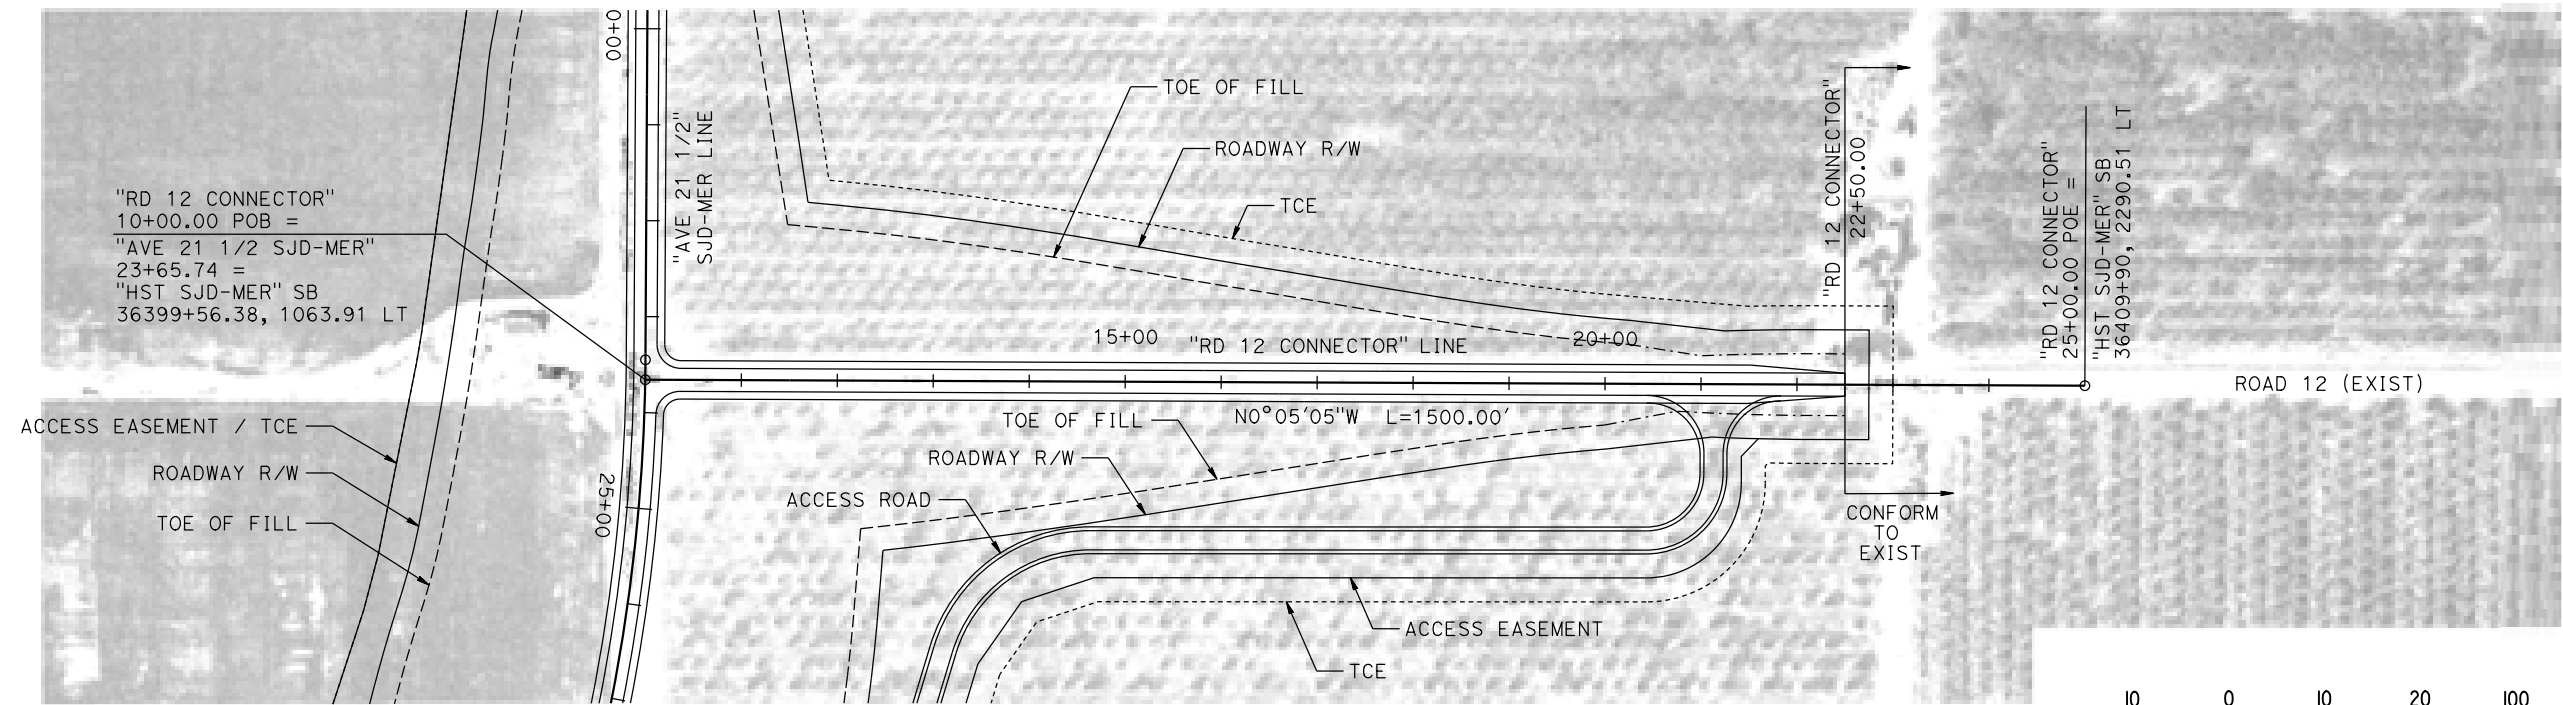 0+00
"AVE 21 1/2"
SJD-MER LINE
TOE OF FILL
ROADWAY R/W
TCE
"RD 12 CONNECTOR"
10+00.00 POB =
"AVE 21 1/2 SJD-MER"
23+65.74 =
"HST SJD-MER" SB
36399+56.38, 1063.91 LT
"RD 12 CONNECTOR"
22+50.00
"RD 12 CONNECTOR"
25+00.00 POE =
"HST SJD-MER" SB
36409+90, 2290.51 LT
15+00
"RD 12 CONNECTOR" LINE
20+00
ROAD 12 (EXIST)
N0°05'05"W L=1500.00'
ACCESS EASEMENT / TCE
ROADWAY R/W
TOE OF FILL
25+00
TOE OF FILL
ROADWAY R/W
ACCESS ROAD
CONFORM
TO
EXIST
ACCESS EASEMENT
TCE
10 0 10 20 100